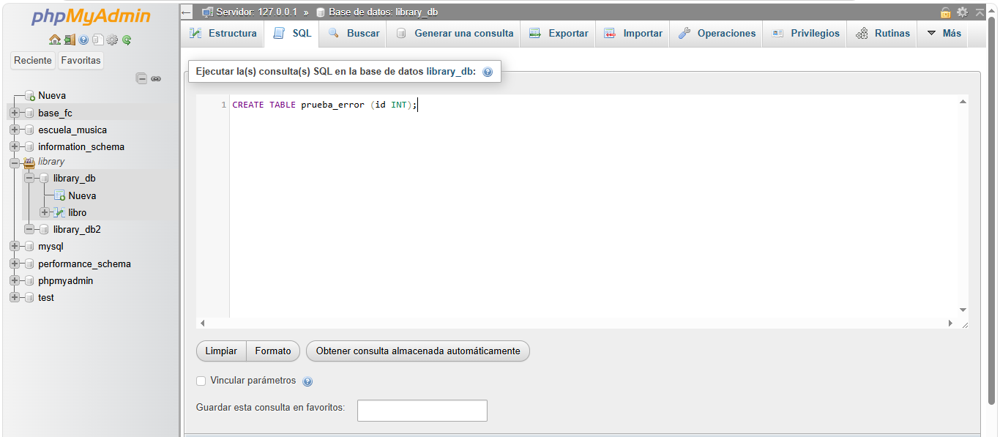 phpMyAdmin
Reciente Favoritas
Nueva
base_fc
escuela_musica
information_schema
library
library_db
Nueva
libro
library_db2
mysql
performance_schema
phpmyadmin
test
Servidor: 127.0.0.1 » Base de datos: library_db
Estructura SQL Buscar Generar una consulta Exportar Importar Operaciones Privilegios Rutinas Más
Ejecutar la(s) consulta(s) SQL en la base de datos library_db:
1 CREATE TABLE prueba_error (id INT);
Limpiar Formato Obtener consulta almacenada automáticamente
Vincular parámetros
Guardar esta consulta en favoritos: